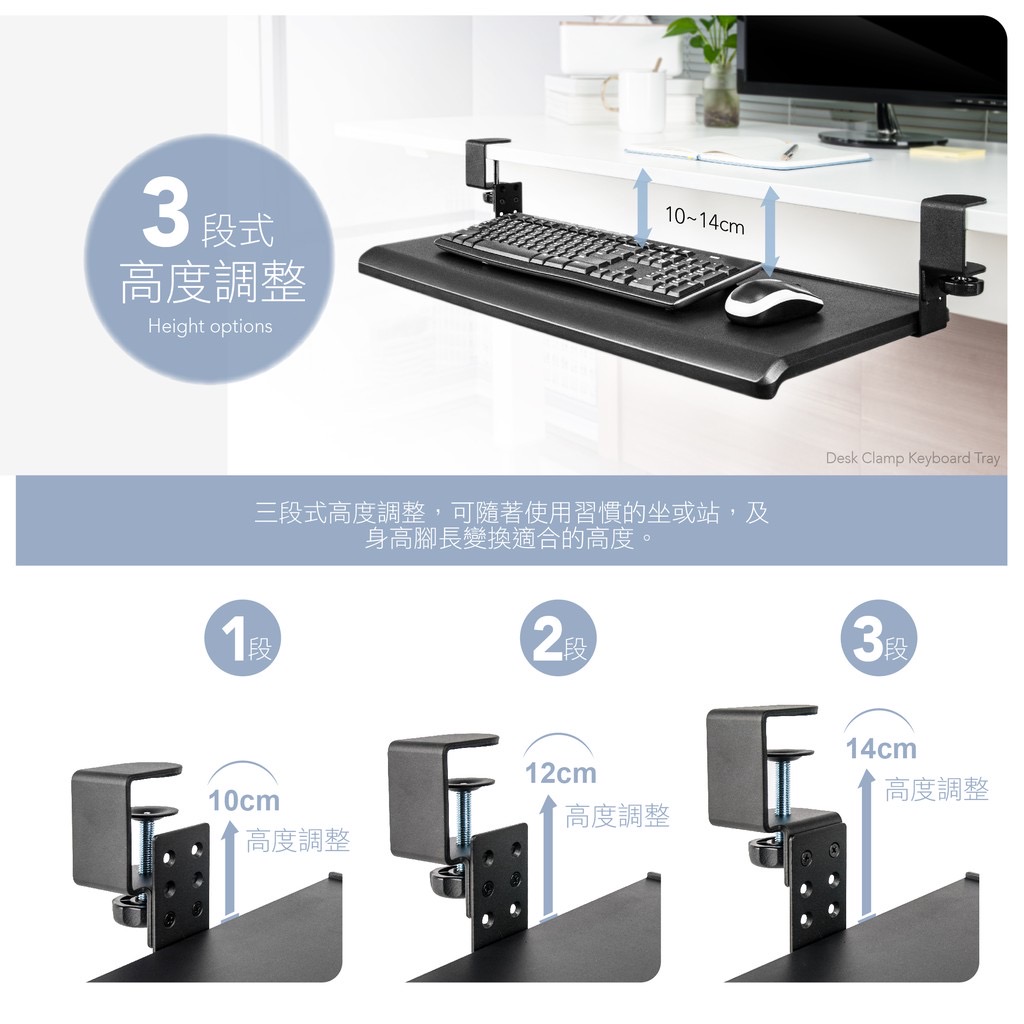 3 段式
高度調整
Height options
10~14cm
Desk Clamp Keyboard Tray
三段式高度調整，可隨著使用習慣的坐或站，及
身高腳長變換適合的高度。
1段
2段
3段
10cm
高度調整
12cm
高度調整
14cm
高度調整